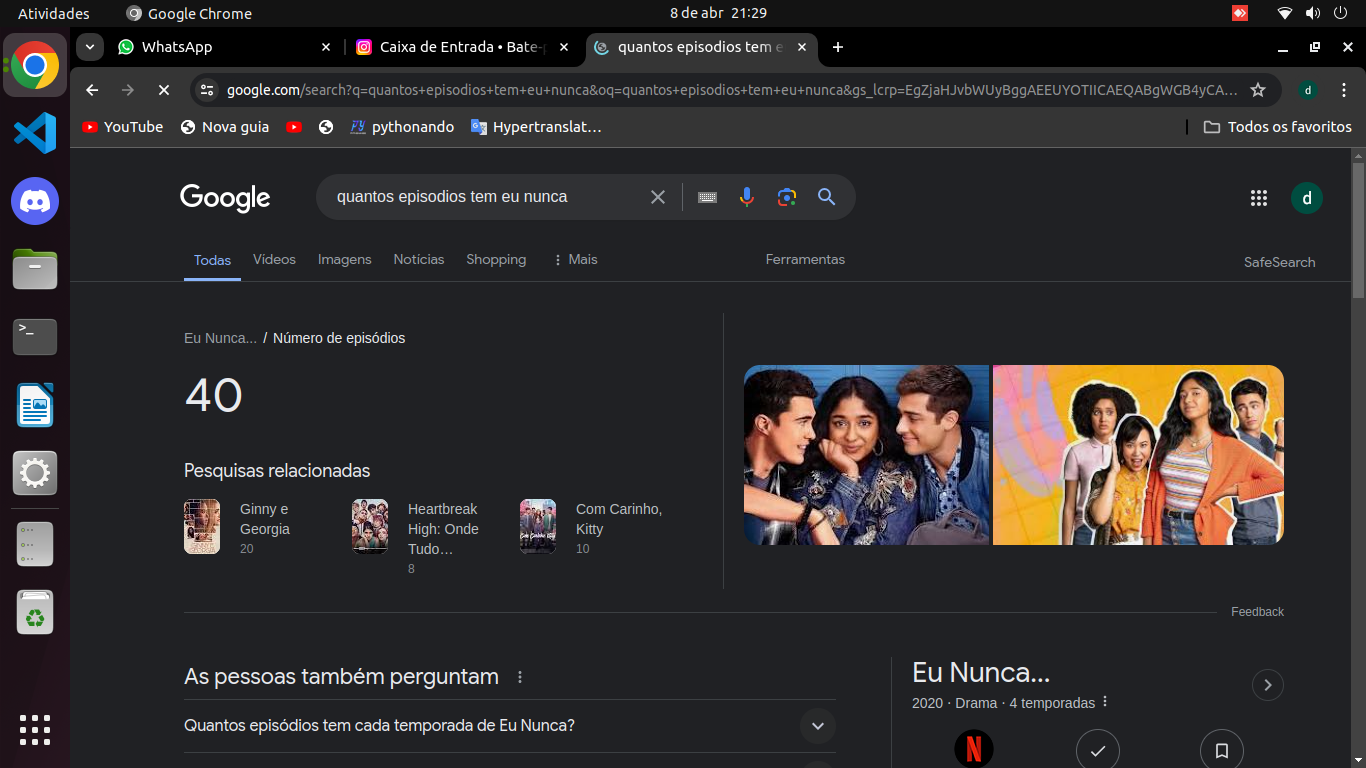 Atividades
Google Chrome
8 de abr 21:29
WhatsApp
Caixa de Entrada • Bate-p
quantos episodios tem e
google.com/search?q=quantos+episodios+tem+eu+nunca&oq=quantos+episodios+tem+eu+nunca&gs_lcrp=EgZjaHJvbWUyBggAEEUYOTIICAEQABgWGB4yCA...
d
YouTube
Nova guia
pythonando
Hypertranslat…
Todos os favoritos
Google
quantos episodios tem eu nunca
d
Todas
Vídeos
Imagens
Notícias
Shopping
Mais
Ferramentas
SafeSearch
Eu Nunca... / Número de episódios
40
Pesquisas relacionadas
Ginny e
Georgia
20
Heartbreak
High: Onde
Tudo…
8
Com Carinho,
Kitty
10
Feedback
As pessoas também perguntam
Quantos episódios tem cada temporada de Eu Nunca?
Eu Nunca...
2020 · Drama · 4 temporadas
N